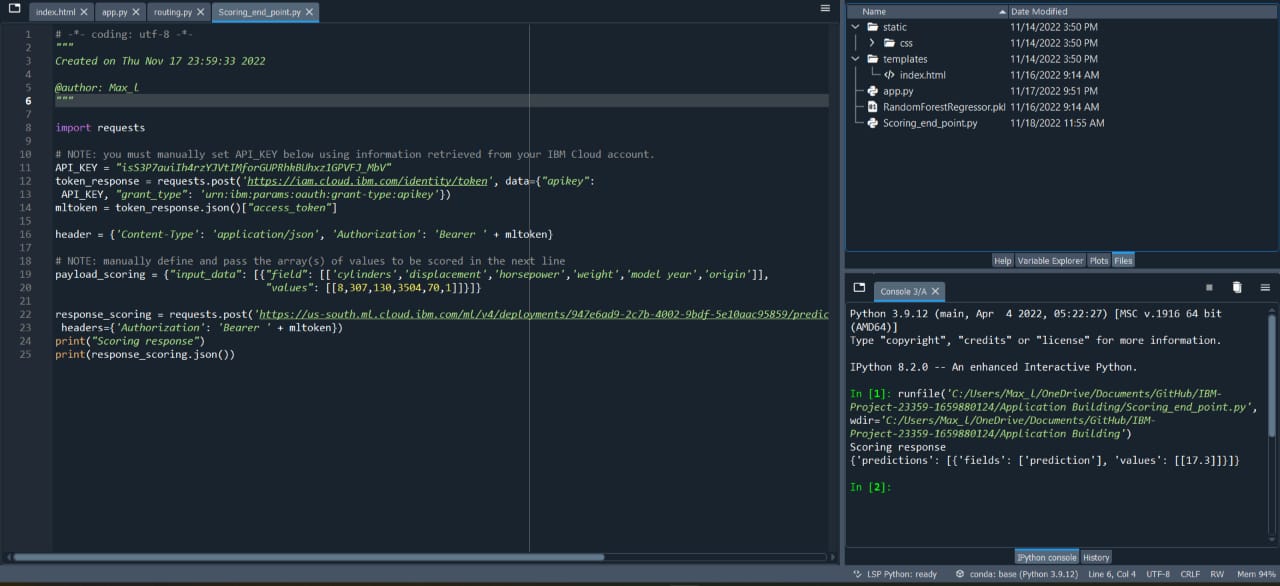 index.html
app.py
routing.py
Scoring_end_point.py
1 # -*- coding: utf-8 -*-
2 """
3 Created on Thu Nov 17 23:59:33 2022
4
5 @author: Max_l
6 """
7
8 import requests
9
10 # NOTE: you must manually set API_KEY below using information retrieved from your IBM Cloud account.
11 API_KEY = "isS3P7auiIh4rzYJVtIMforGUPRhkBUhxz1GPVFJ_MbV"
12 token_response = requests.post('https://iam.cloud.ibm.com/identity/token', data={"apikey":
13 API_KEY, "grant_type": 'urn:ibm:params:oauth:grant-type:apikey'})
14 mltoken = token_response.json()["access_token"]
15
16 header = {'Content-Type': 'application/json', 'Authorization': 'Bearer ' + mltoken}
17
18 # NOTE: manually define and pass the array(s) of values to be scored in the next line
19 payload_scoring = {"input_data": [{"field": [['cylinders','displacement','horsepower','weight','model year','origin']],
20 "values": [[8,307,130,3504,70,1]]}]}
21
22 response_scoring = requests.post('https://us-south.ml.cloud.ibm.com/ml/v4/deployments/947e6ad9-2c7b-4002-9bdf-5e10aac95859/predic
23 headers={'Authorization': 'Bearer ' + mltoken})
24 print("Scoring response")
25 print(response_scoring.json())
Name Date Modified
static 11/14/2022 3:50 PM
css 11/14/2022 3:50 PM
templates 11/14/2022 3:50 PM
index.html 11/16/2022 9:14 AM
app.py 11/17/2022 9:51 PM
RandomForestRegressor.pkl 11/16/2022 9:14 AM
Scoring_end_point.py 11/18/2022 11:55 AM
Help Variable Explorer Plots Files
Console 3/A
Python 3.9.12 (main, Apr 4 2022, 05:22:27) [MSC v.1916 64 bit
(AMD64)]
Type "copyright", "credits" or "license" for more information.
IPython 8.2.0 -- An enhanced Interactive Python.
In [1]: runfile('C:/Users/Max_l/OneDrive/Documents/GitHub/IBM-
Project-23359-1659880124/Application Building/Scoring_end_point.py',
wdir='C:/Users/Max_l/OneDrive/Documents/GitHub/IBM-
Project-23359-1659880124/Application Building')
Scoring response
{'predictions': [{'fields': ['prediction'], 'values': [[17.3]]}]}
In [2]:
IPython console History
LSP Python: ready conda: base (Python 3.9.12) Line 6, Col 4 UTF-8 CRLF RW Mem 94%